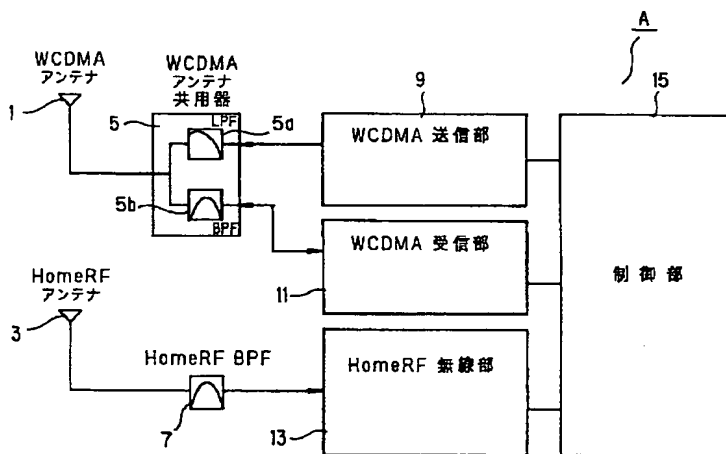 A
WCDMA
アンテナ
1
WCDMA
アンテナ
共用器
5
LPF
5a
5b
BPF
9
WCDMA 送信部
15
制御部
WCDMA 受信部
11
HomeRF
アンテナ
3
HomeRF BPF
7
HomeRF 無線部
13